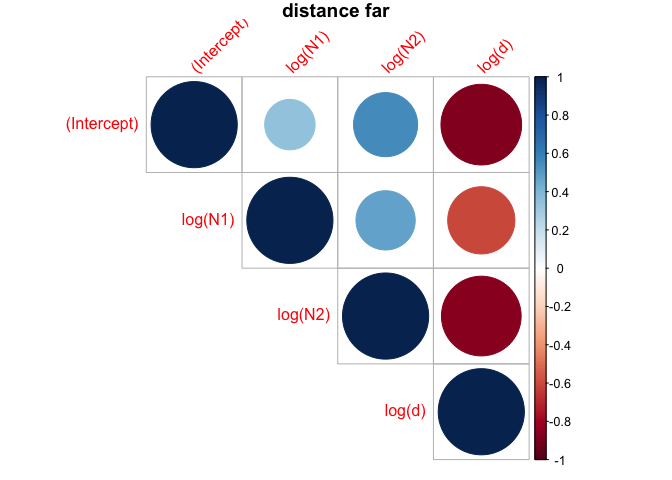 distance far
(Intercept)
log(N1)
log(N2)
log(d)
(Intercept)
log(N1)
log(N2)
log(d)
1
0.8
0.6
0.4
0.2
0
-0.2
-0.4
-0.6
-0.8
-1